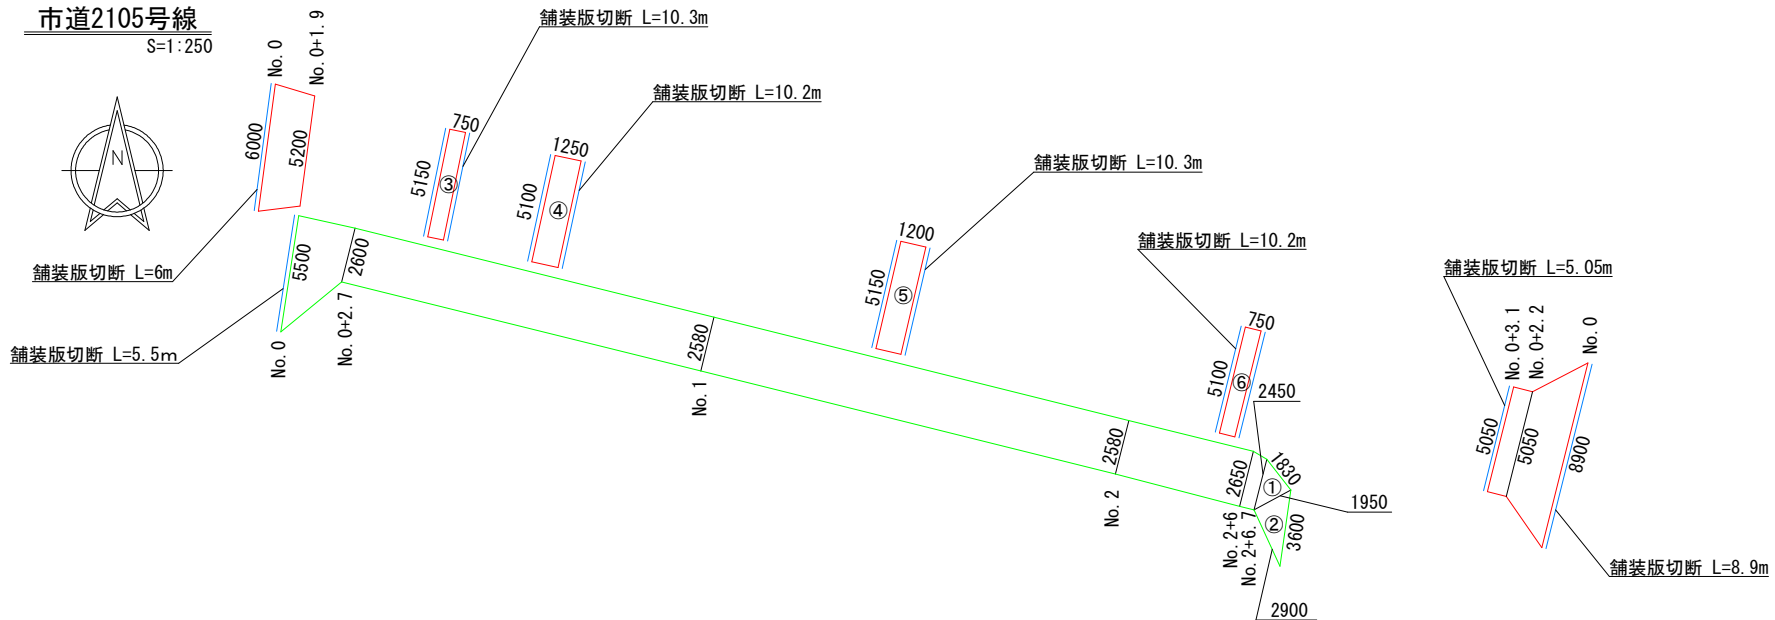 市道2105号線
S=1:250
N
No. 0
No. 0+1. 9
6000
5200
舗装版切断 L=6m
舗装版切断 L=5.5m
5500
2600
No. 0
No. 0+2. 7
舗装版切断 L=10.3m
750
5150
③
舗装版切断 L=10.2m
1250
5100
④
2580
No. 1
舗装版切断 L=10.3m
1200
5150
⑤
舗装版切断 L=10.2m
750
5100
⑥
2450
2580
No. 2
2650
1830
①
1950
②
3600
No. 2+6
No. 2+6. 7
2900
舗装版切断 L=5.05m
No. 0+3. 1
No. 0+2. 2
No. 0
5050
5050
8900
舗装版切断 L=8.9m